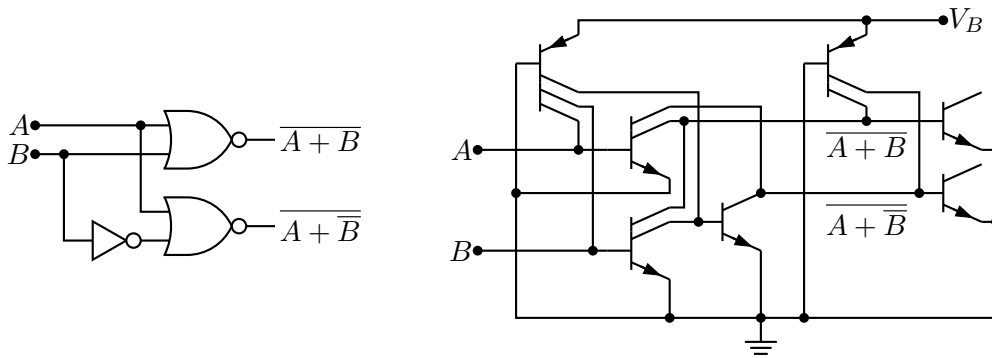 A
B
$\overline{A + B}$
$\overline{A + \overline{B}}$
$V_B$
A
B
$\overline{A + B}$
$\overline{A + \overline{B}}$